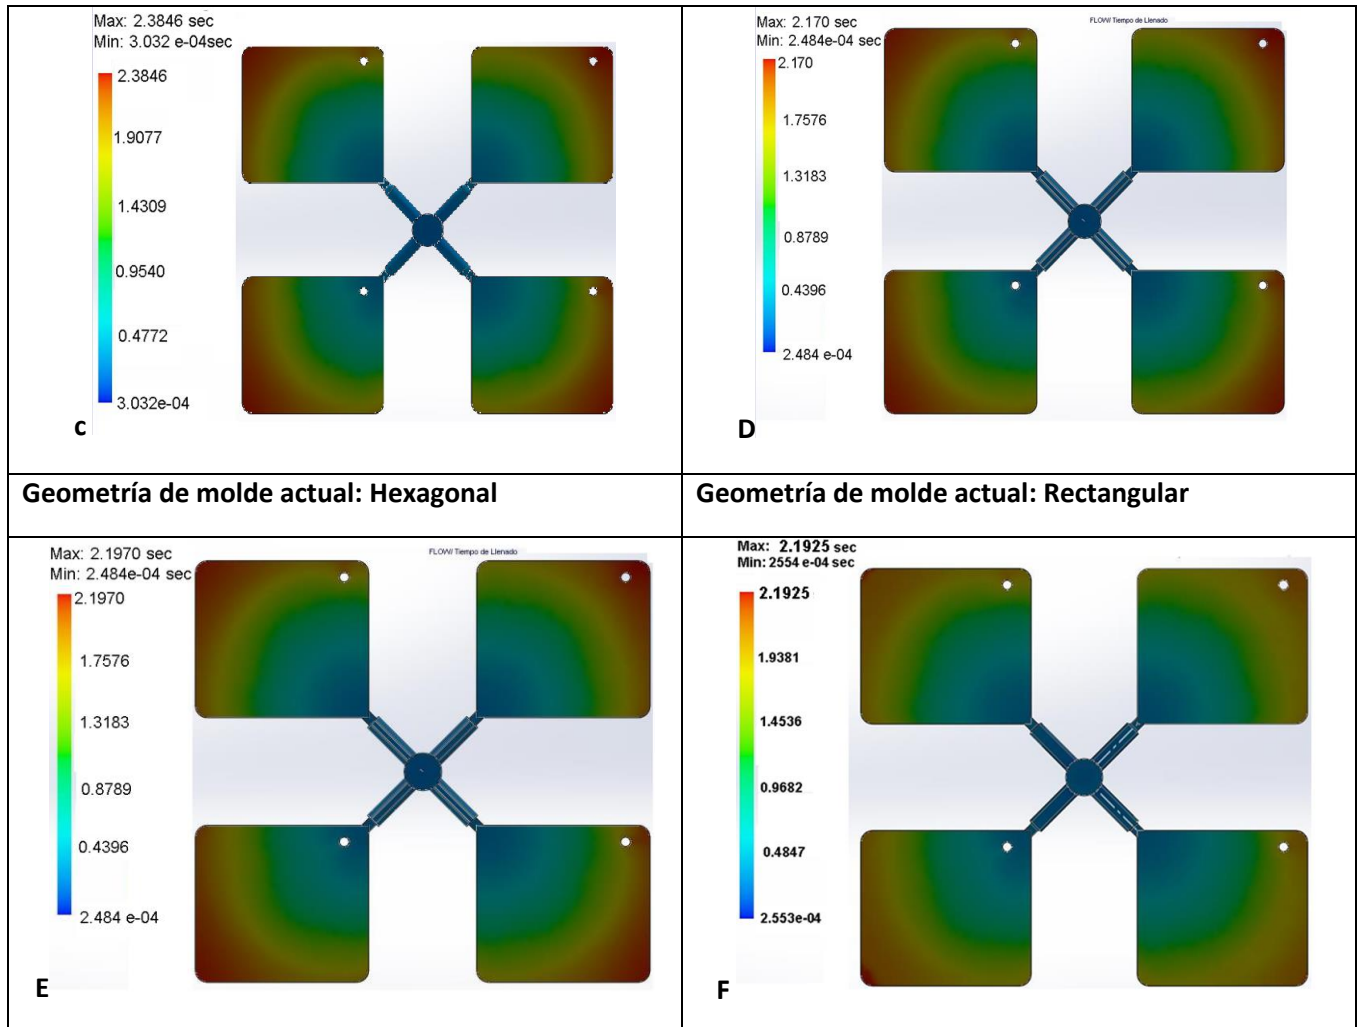 Max: 2.3846 sec
Min: 3.032 e-04sec
2.3846
1.9077
1.4309
0.9540
0.4772
3.032e-04
c
Max: 2.170 sec
Min: 2.484e-04 sec
FLOW/ Tiempo de Llenado
2.170
1.7576
1.3183
0.8789
0.4396
2.484 e-04
D
Geometría de molde actual: Hexagonal
Geometría de molde actual: Rectangular
Max: 2.1970 sec
Min: 2.484e-04 sec
FLOW/ Tiempo de Llenado
2.1970
1.7576
1.3183
0.8789
0.4396
2.484 e-04
E
Max: 2.1925 sec
Min: 2554 e-04 sec
2.1925
1.9381
1.4536
0.9682
0.4847
2.553e-04
F